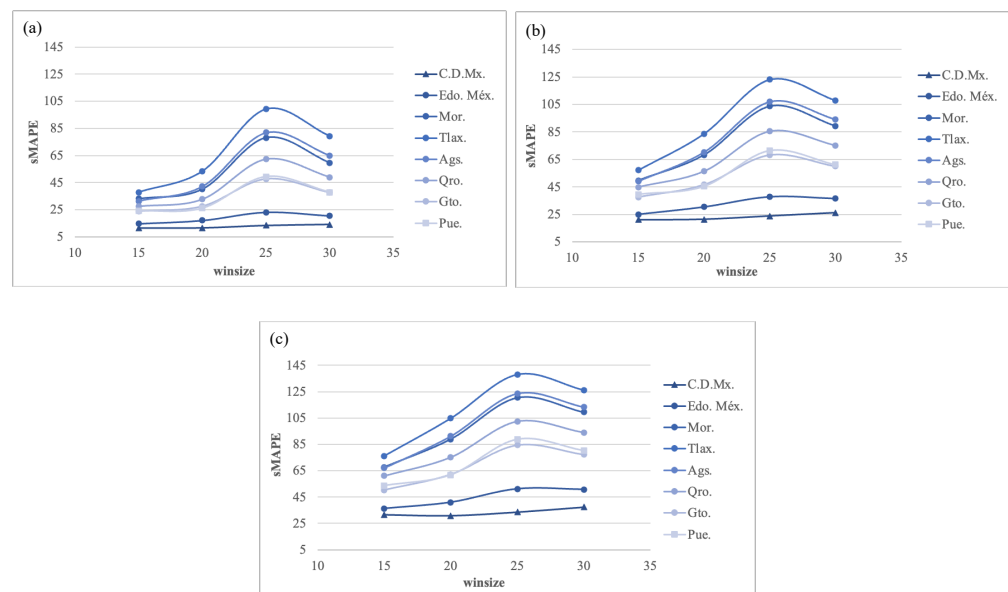 (a)
sMAPE
145
125
105
85
65
45
25
5
10 15 20 25 30 35
winsize
C.D.Mx.
Edo. Méx.
Mor.
Tlax.
Ags.
Qro.
Gto.
Pue.
(b)
sMAPE
145
125
105
85
65
45
25
5
10 15 20 25 30 35
winsize
C.D.Mx.
Edo. Méx.
Mor.
Tlax.
Ags.
Qro.
Gto.
Pue.
(c)
sMAPE
145
125
105
85
65
45
25
5
10 15 20 25 30 35
winsize
C.D.Mx.
Edo. Méx.
Mor.
Tlax.
Ags.
Qro.
Gto.
Pue.